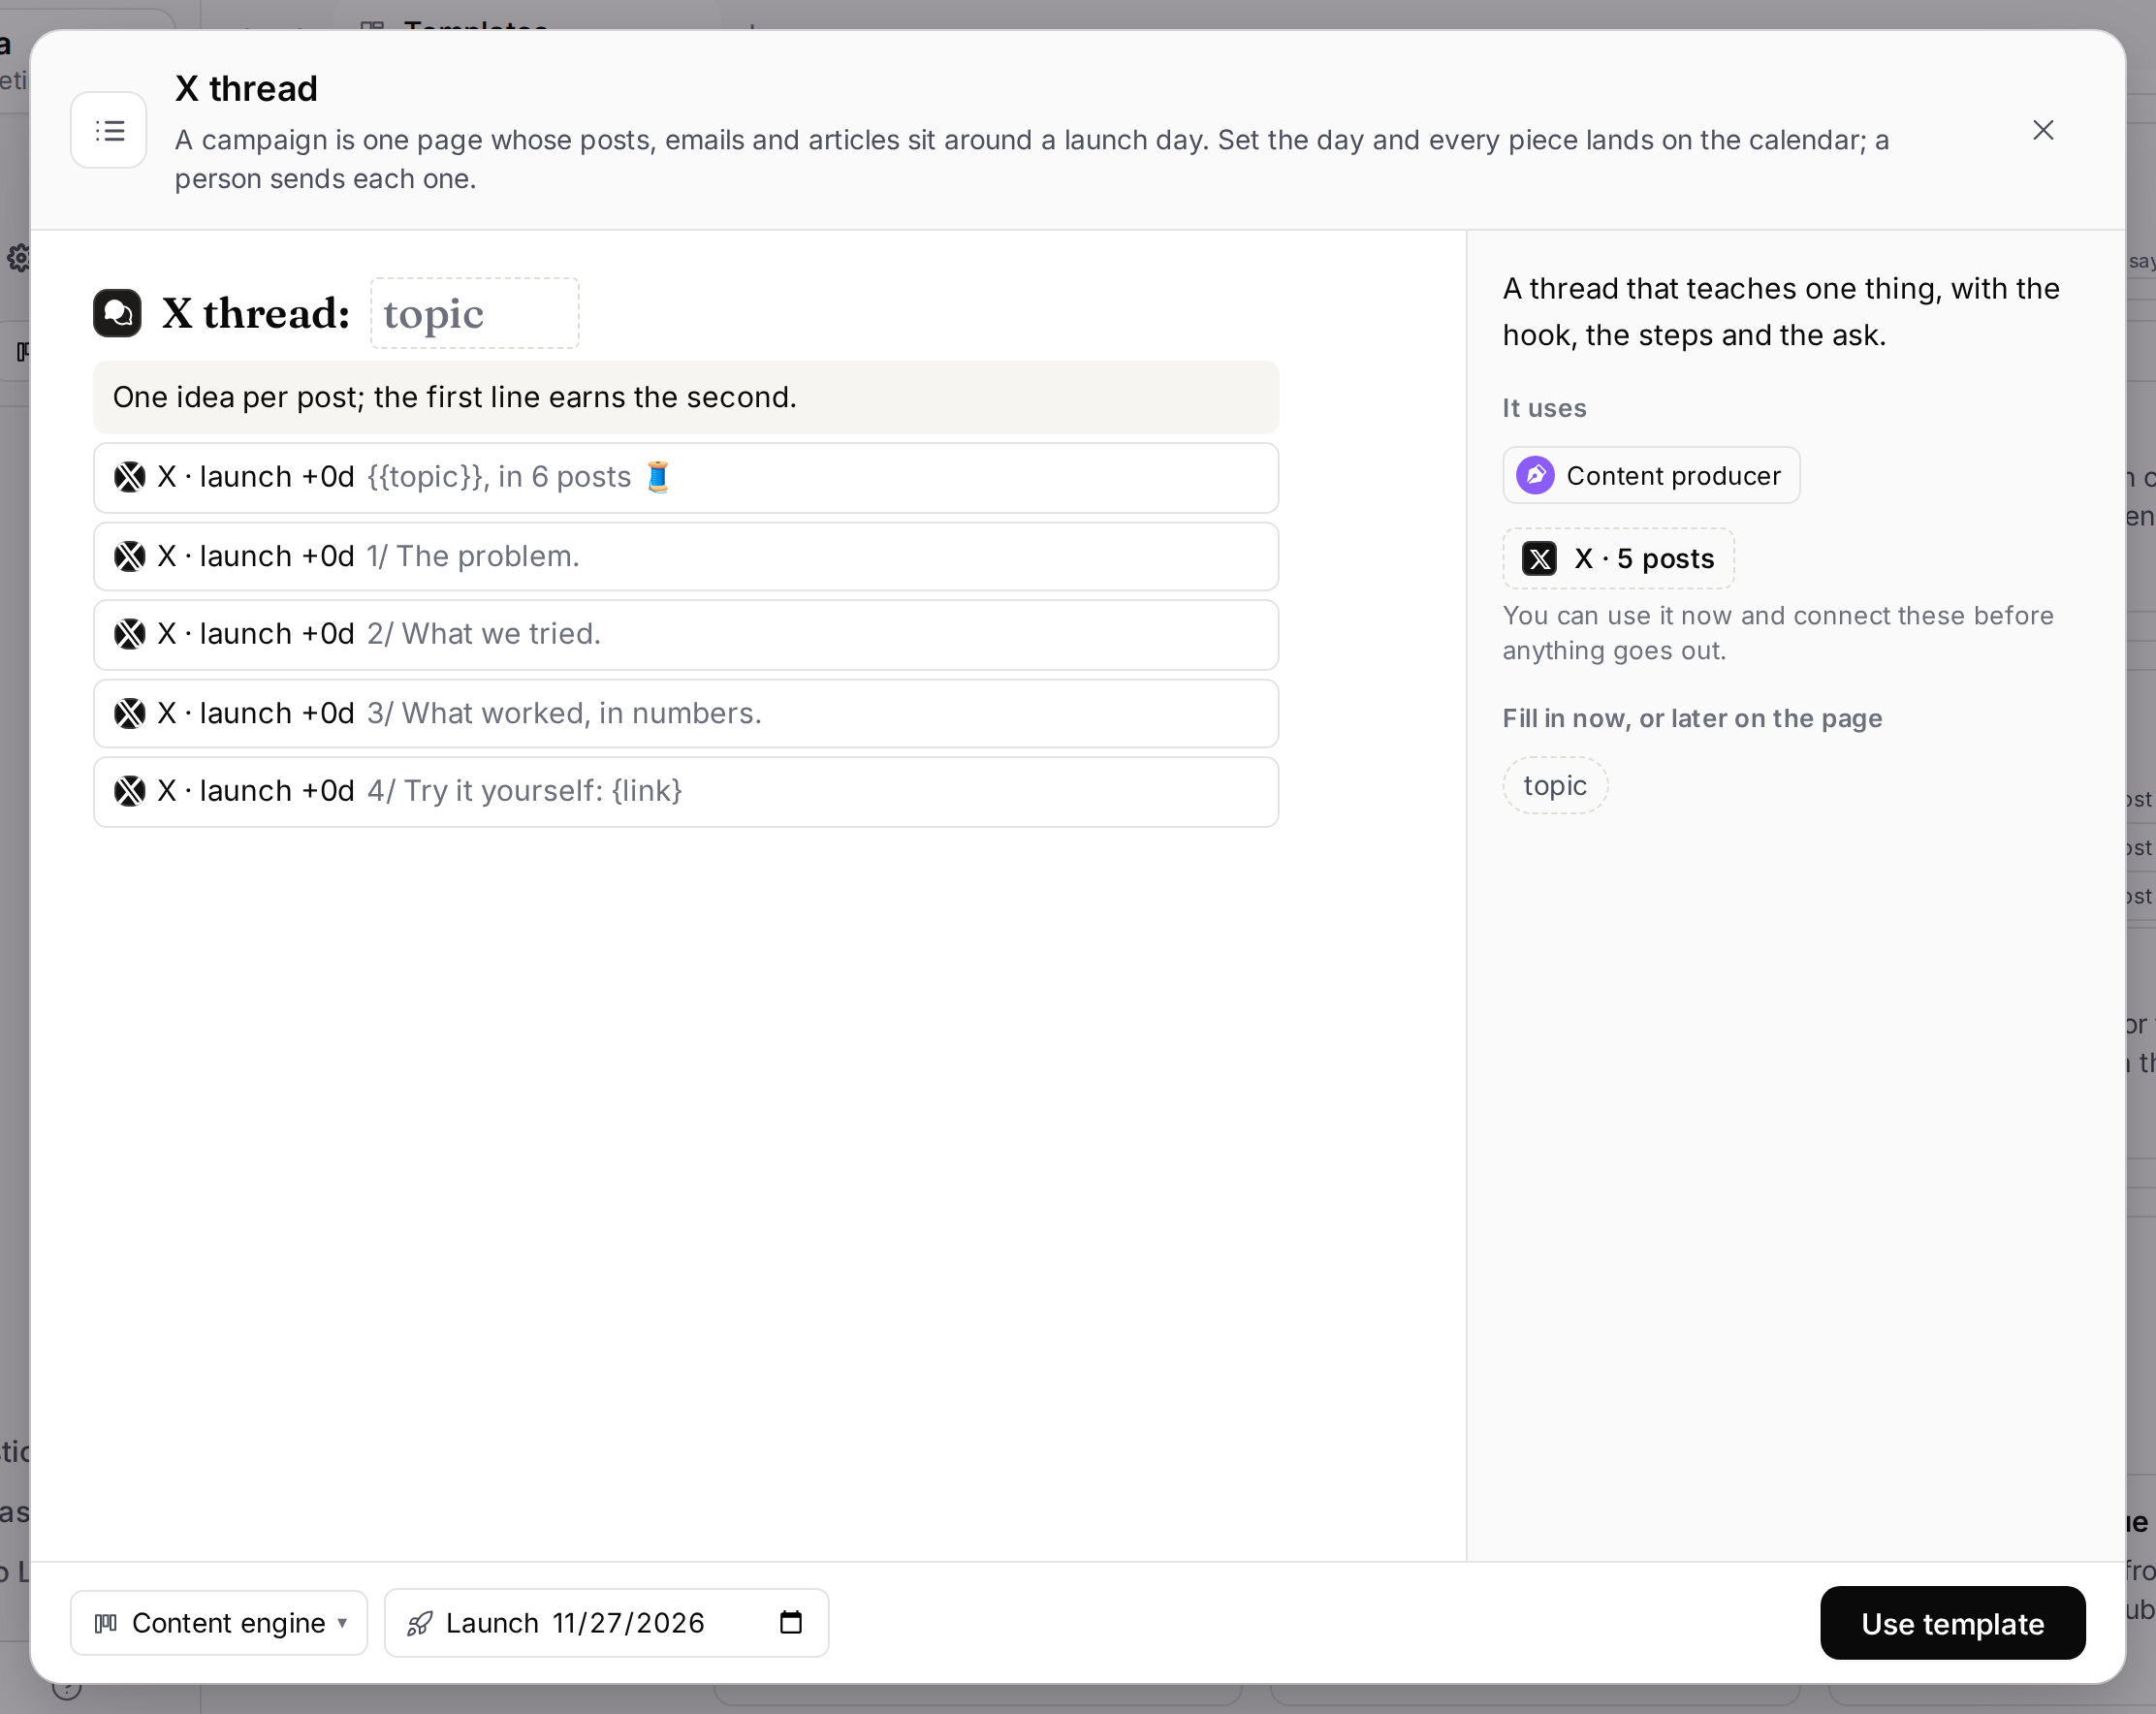 Templates
X thread
A campaign is one page whose posts, emails and articles sit around a launch day. Set the day and every piece lands on the calendar; a
person sends each one.
X thread: topic
One idea per post; the first line earns the second.
X · launch +0d {{topic}}, in 6 posts 🧵
X · launch +0d 1/ The problem.
X · launch +0d 2/ What we tried.
X · launch +0d 3/ What worked, in numbers.
X · launch +0d 4/ Try it yourself: {link}
A thread that teaches one thing, with the
hook, the steps and the ask.
It uses
Content producer
X · 5 posts
You can use it now and connect these before
anything goes out.
Fill in now, or later on the page
topic
Content engine ▾
Launch 11/27/2026
Use template